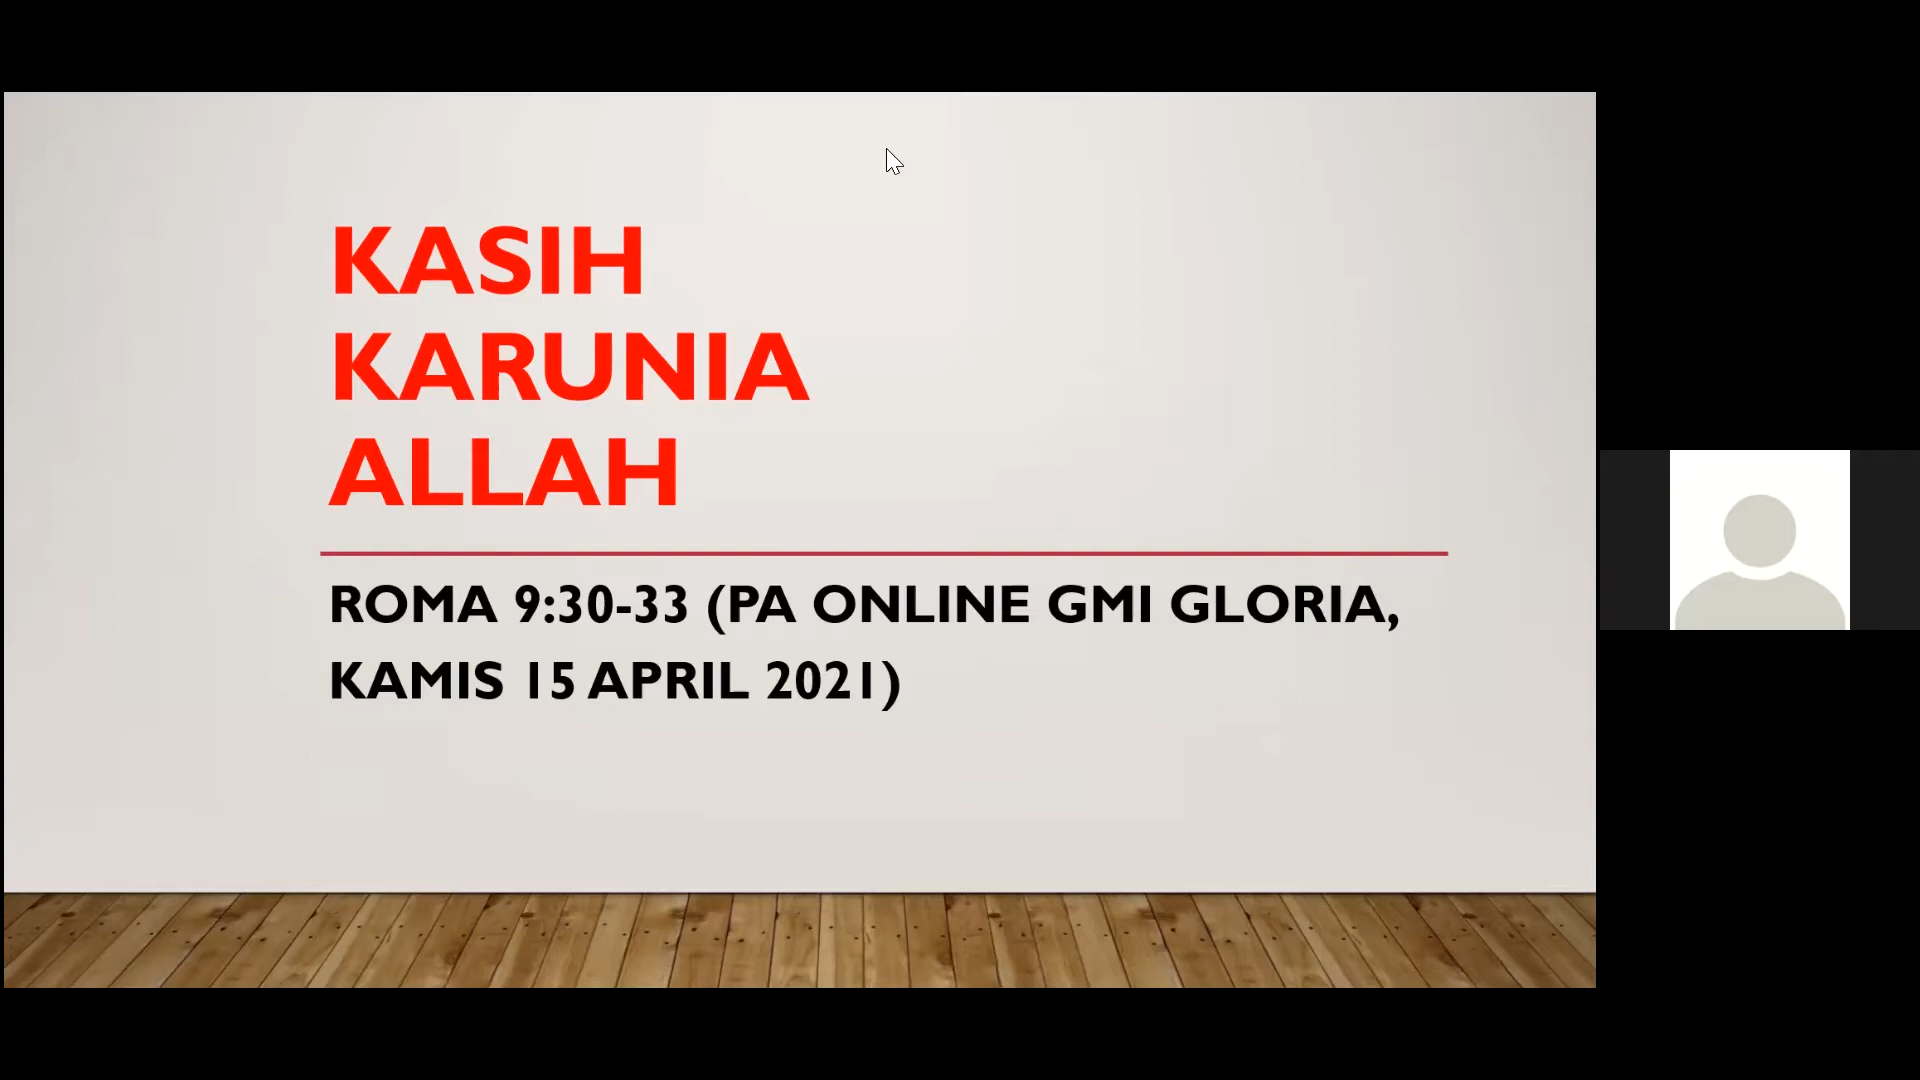 KASIH
KARUNIA
ALLAH
ROMA 9:30-33 (PA ONLINE GMI GLORIA,
KAMIS 15 APRIL 2021)